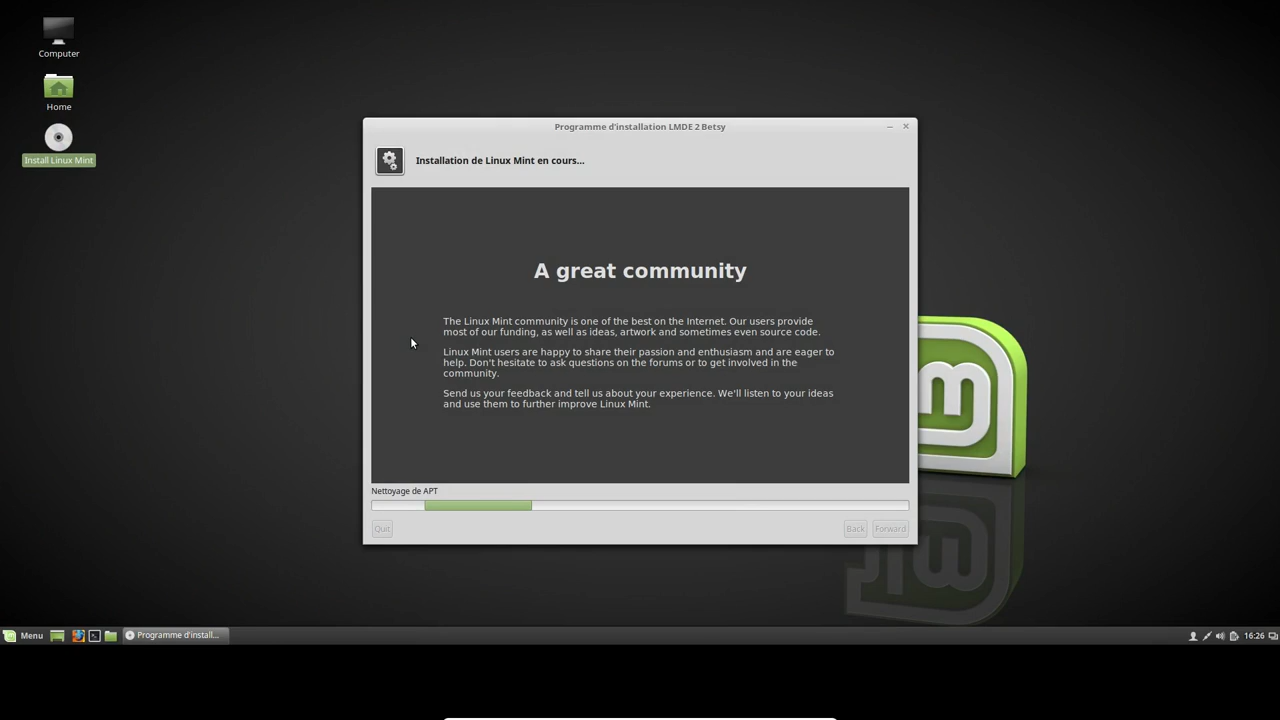 Computer
Home
Install Linux Mint
Programme d'installation LMDE 2 Betsy
Installation de Linux Mint en cours...
A great community
The Linux Mint community is one of the best on the Internet. Our users provide
most of our funding, as well as ideas, artwork and sometimes even source code.
Linux Mint users are happy to share their passion and enthusiasm and are eager to
help. Don't hesitate to ask questions on the forums or to get involved in the
community.
Send us your feedback and tell us about your experience. We'll listen to your ideas
and use them to further improve Linux Mint.
Nettoyage de APT
Quit
Back
Forward
Menu
Programme d'install...
16:26